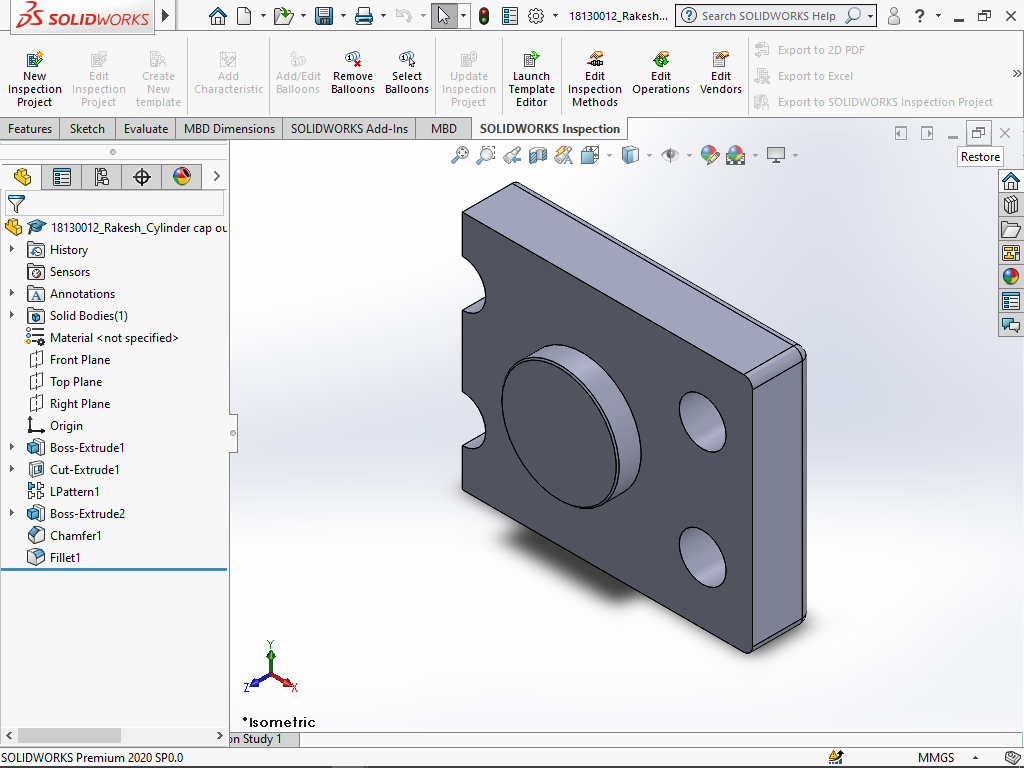 SOLIDWORKS
18130012_Rakesh...
Search SOLIDWORKS Help
New Inspection Project
Edit Inspection Project
Create New template
Add Characteristic
Add/Edit Balloons
Remove Balloons
Select Balloons
Update Inspection Project
Launch Template Editor
Edit Inspection Methods
Edit Operations
Edit Vendors
Export to 2D PDF
Export to Excel
Export to SOLIDWORKS Inspection Project
Features
Sketch
Evaluate
MBD Dimensions
SOLIDWORKS Add-Ins
MBD
SOLIDWORKS Inspection
Restore
18130012_Rakesh_Cylinder cap ou
History
Sensors
Annotations
Solid Bodies(1)
Material <not specified>
Front Plane
Top Plane
Right Plane
Origin
Boss-Extrude1
Cut-Extrude1
LPattern1
Boss-Extrude2
Chamfer1
Fillet1
Y
Z
X
*Isometric
on Study 1
SOLIDWORKS Premium 2020 SP0.0
MMGS